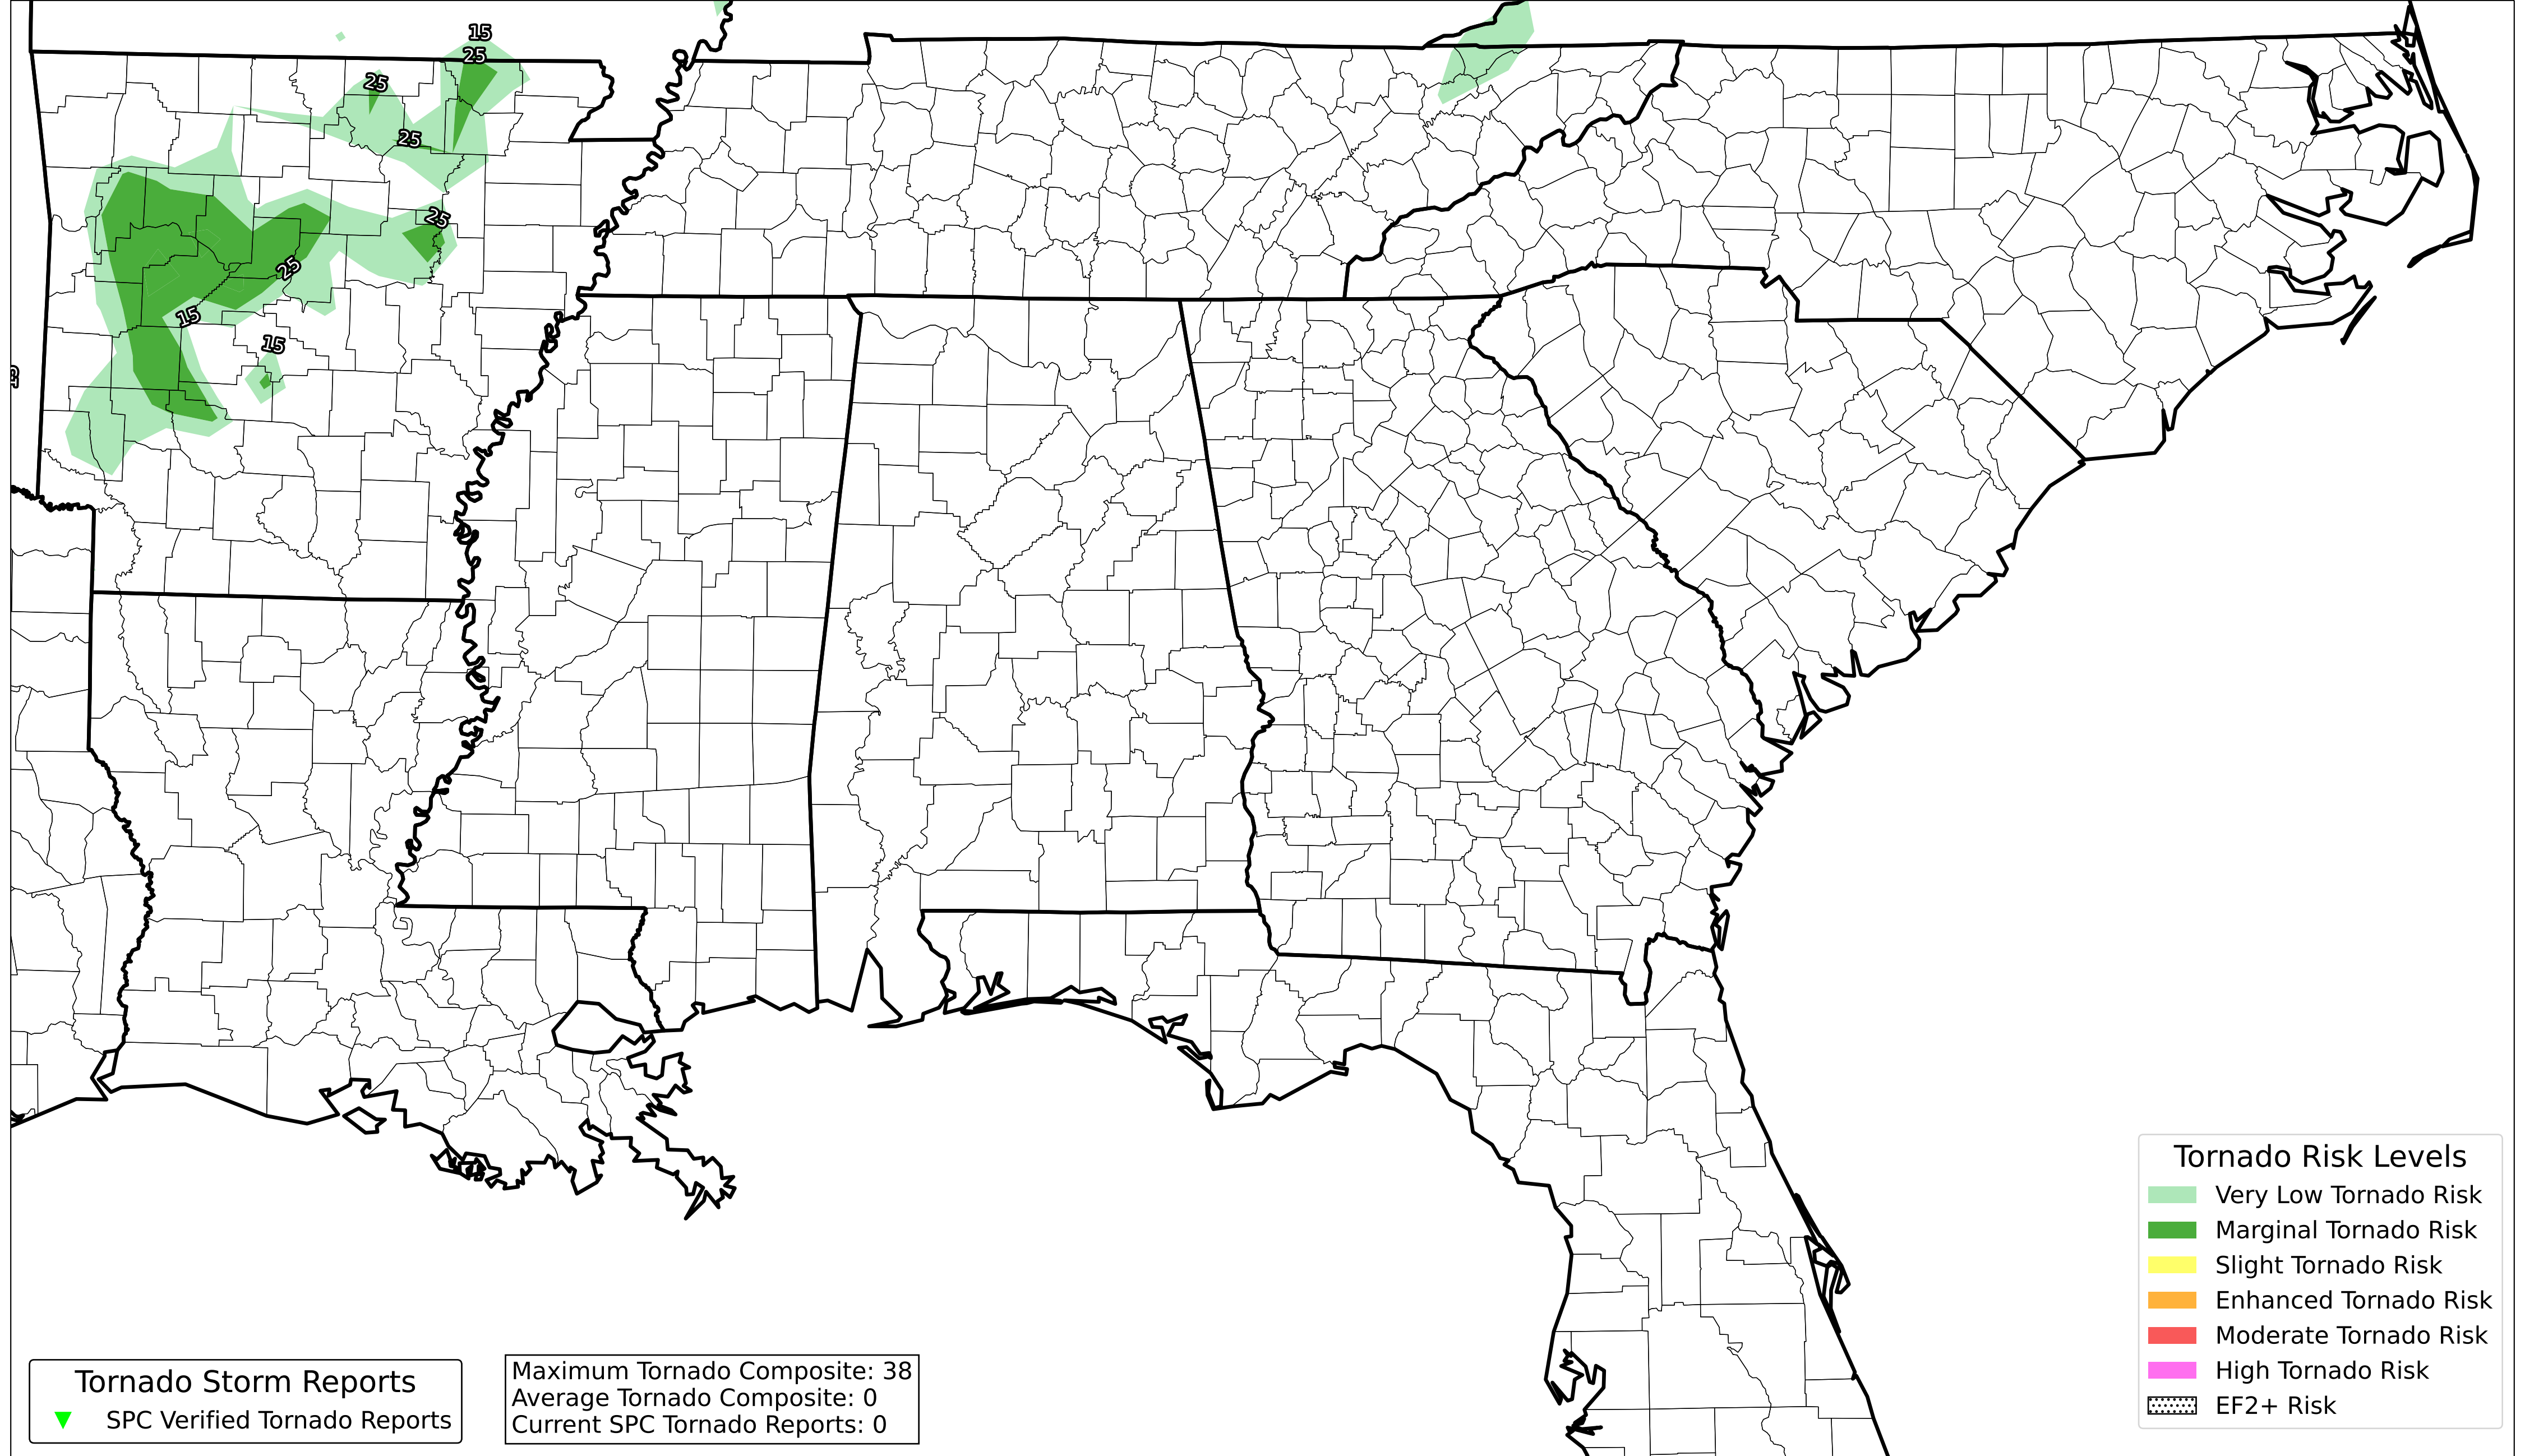 15
25
25
25
25
25
15
15
Tornado Risk Levels
Very Low Tornado Risk
Marginal Tornado Risk
Slight Tornado Risk
Enhanced Tornado Risk
Moderate Tornado Risk
High Tornado Risk
EF2+ Risk
Tornado Storm Reports
SPC Verified Tornado Reports
Maximum Tornado Composite: 38
Average Tornado Composite: 0
Current SPC Tornado Reports: 0